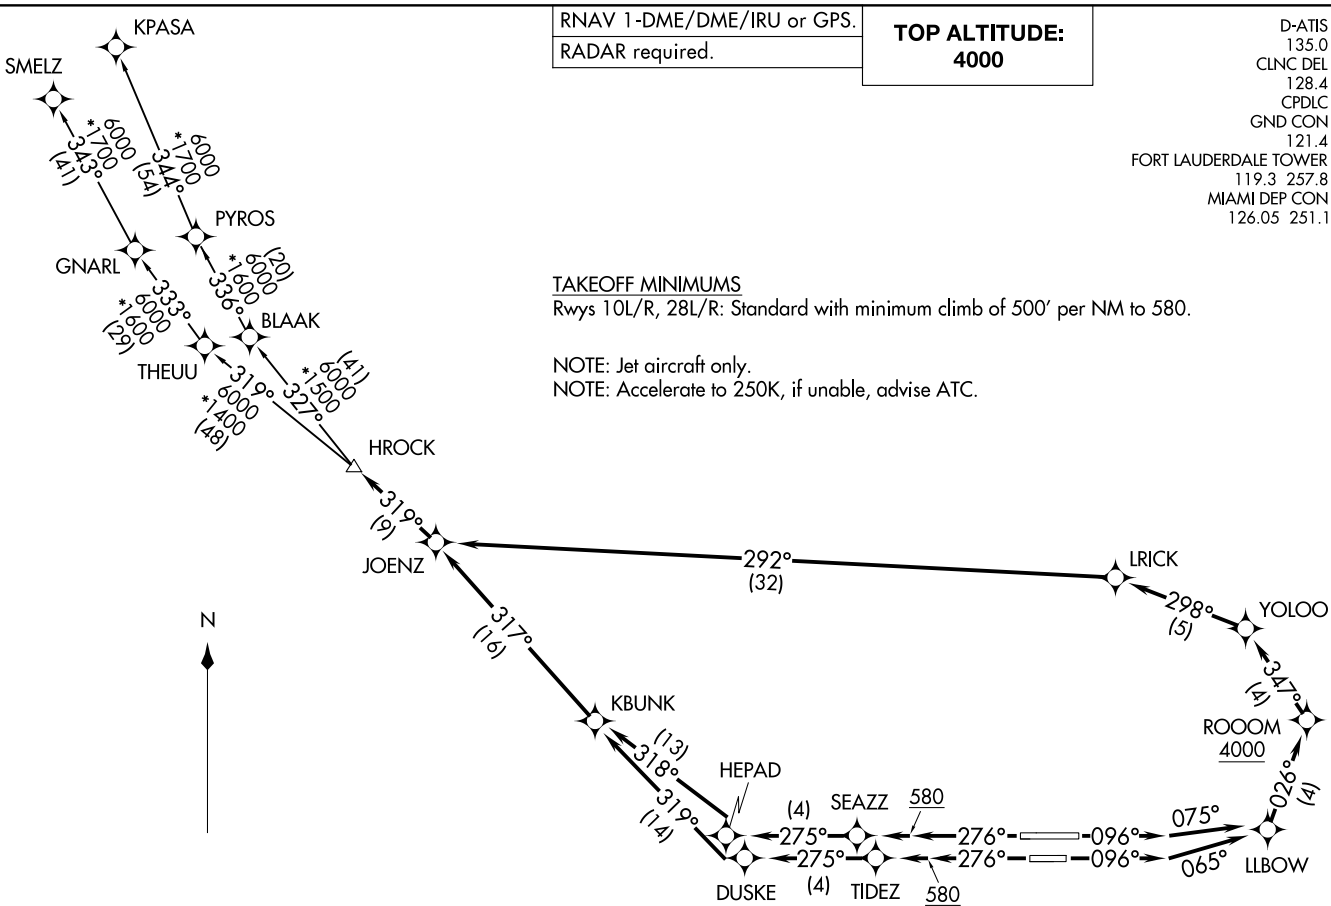 RNAV 1-DME/DME/IRU or GPS.
RADAR required.
TOP ALTITUDE:
4000
D-ATIS
135.0
CLNC DEL
128.4
CPDLC
GND CON
121.4
FORT LAUDERDALE TOWER
119.3 257.8
MIAMI DEP CON
126.05 251.1
KPASA
SMELZ
6000
*1700
343°
(41)
6000
*1700
344°
(54)
PYROS
GNARL
(20)
6000
*1600
336°
333°
6000
*1600
(29)
BLAAK
THEUU
(41)
6000
*1500
327°
319°
6000
*1400
(48)
TAKEOFF MINIMUMS
Rwys 10L/R, 28L/R: Standard with minimum climb of 500' per NM to 580.
NOTE: Jet aircraft only.
NOTE: Accelerate to 250K, if unable, advise ATC.
HROCK
319°
(9)
JOENZ
292°
(32)
LRICK
298°
(5)
YOLOO
N
317°
(16)
347°
(4)
KBUNK
ROOOM
4000
(13)
318°
HEPAD
319°
(14)
026°
(4)
SEAZZ
580
(4)
275°
276°
096°
075°
LLBOW
275°
(4)
276°
096°
065°
DUSKE
TIDEZ
580